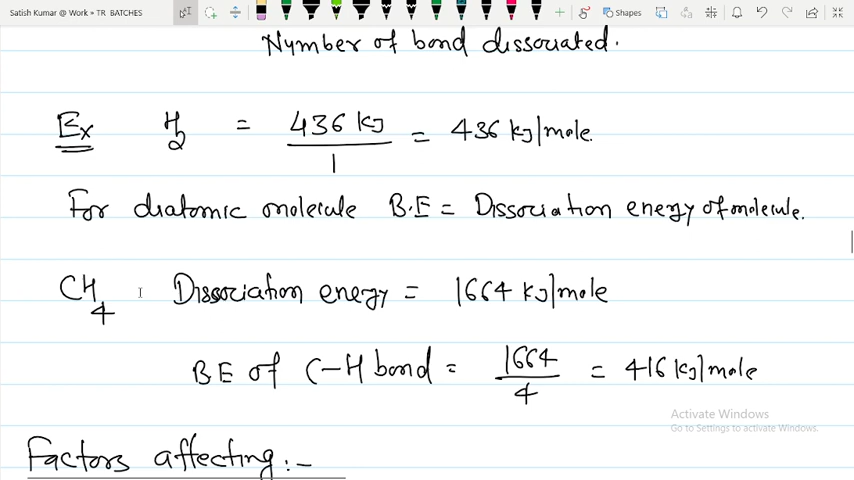 Satish Kumar @ Work » TR BATCHES
Shapes
Nymber of bond dissociated.
Ex H2 = 436 kJ / 1 = 436 kJ/mole.
For diatomic molecule B.E = Dissociation energy of molecule.
CH4 Dissociation energy = 1664 kJ/mole
BE of C-H bond = 1664 / 4 = 416 kJ/mole
Activate Windows
Go to Settings to activate Windows.
Factors affecting :-